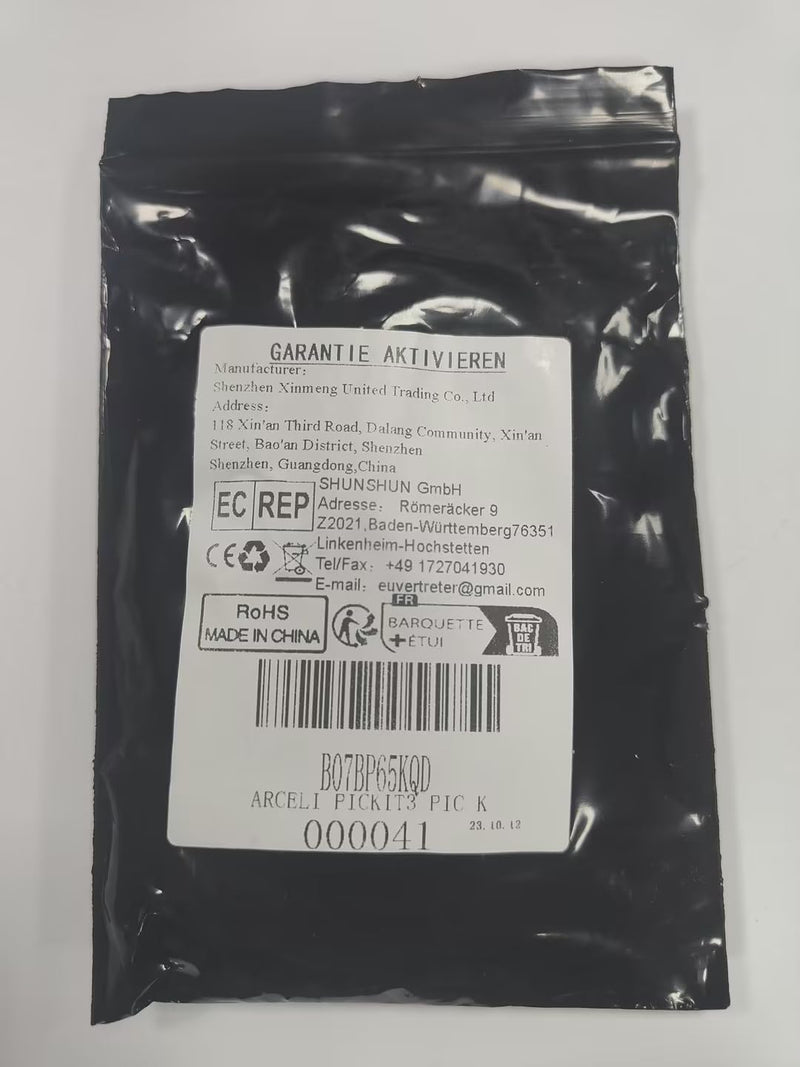 GARANTIE AKTIVIEREN
Manufacturer:
Shenzhen Xinmeng United Trading Co., Ltd
Address:
118 Xin'an Third Road, Dalang Community, Xin'an
Street, Bao'an District, Shenzhen
Shenzhen, Guangdong,China
EC REP
SHUNSHUN GmbH
Adresse: Römeräcker 9
Z2021,Baden-Württemberg76351
Linkenheim-Hochstetten
Tel/Fax: +49 1727041930
E-mail: euvertreter@gmail.com
CE
RoHS
MADE IN CHINA
FR
BARQUETTE
+ÉTUI
BAC
DE
TRI
B07BP65KQD
ARCELI PICKIT3 PIC K
000041
23.10.12